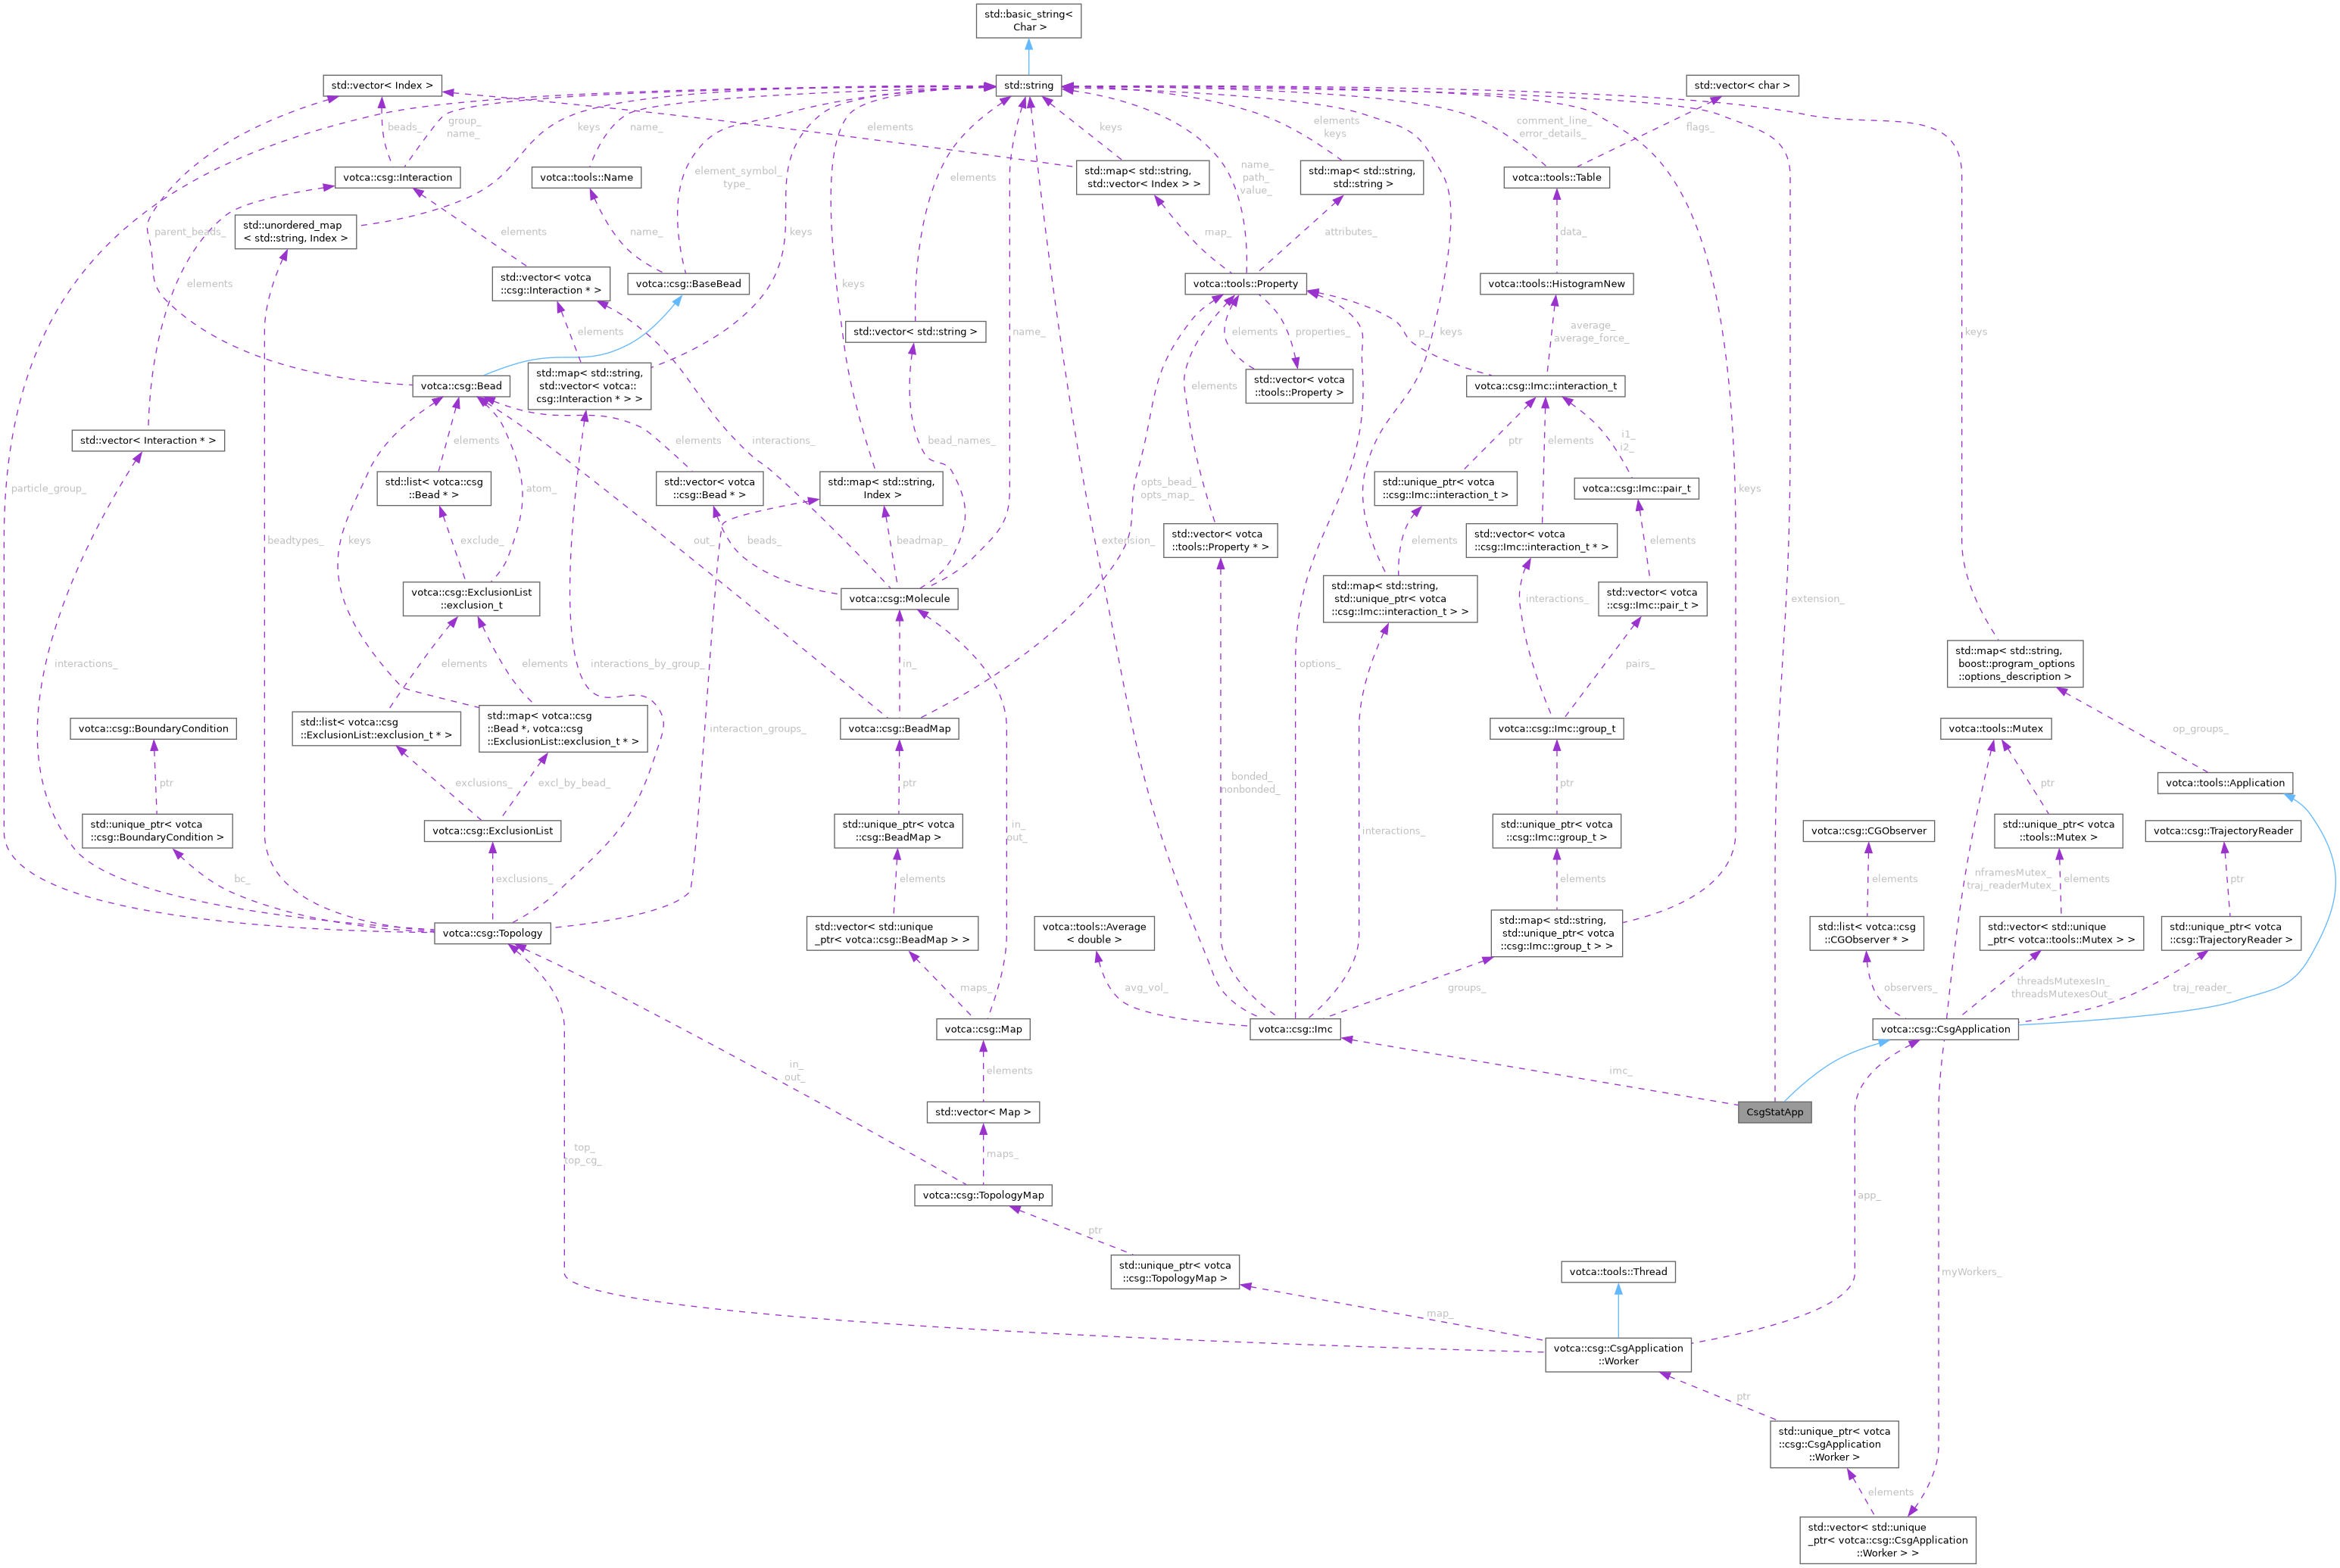 std::basic_string<
Char >
std::vector< Index >
std::string
std::vector< char >
beads_
group_
name_
keys
name_
elements
keys
elements
keys
comment_line_
error_details_
flags_
votca::csg::Interaction
votca::tools::Name
element_symbol_
type_
elements
std::map< std::string,
std::vector< Index > >
name_
path_
value_
std::map< std::string,
std::string >
votca::tools::Table
std::unordered_map
< std::string, Index >
parent_beads_
elements
name_
keys
map_
attributes_
data_
elements
keys
std::vector< votca
::csg::Interaction * >
votca::csg::BaseBead
votca::tools::Property
votca::tools::HistogramNew
elements
std::vector< std::string >
name_
elements
properties_
p_
keys
average_
average_force_
keys
votca::csg::Bead
std::map< std::string,
std::vector< votca::
csg::Interaction * > >
elements
std::vector< votca
::tools::Property >
votca::csg::Imc::interaction_t
std::vector< Interaction * >
elements
elements
interactions_
bead_names_
ptr
elements
i1_
i2_
particle_group_
std::list< votca::csg
::Bead * >
atom_
std::vector< votca
::csg::Bead * >
std::map< std::string,
Index >
opts_bead_
opts_map_
std::unique_ptr< votca
::csg::Imc::interaction_t >
votca::csg::Imc::pair_t
keys
beadtypes_
keys
exclude_
out_
beads_
beadmap_
extension_
std::vector< votca
::tools::Property * >
elements
std::vector< votca
::csg::Imc::interaction_t * >
elements
votca::csg::ExclusionList
::exclusion_t
votca::csg::Molecule
std::map< std::string,
std::unique_ptr< votca
::csg::Imc::interaction_t > >
interactions_
std::vector< votca
::csg::Imc::pair_t >
extension_
interactions_
elements
elements
interactions_by_group_
in_
options_
pairs_
std::map< std::string,
boost::program_options
::options_description >
votca::csg::BoundaryCondition
std::list< votca::csg
::ExclusionList::exclusion_t * >
std::map< votca::csg
::Bead *, votca::csg
::ExclusionList::exclusion_t * >
interaction_groups_
votca::csg::BeadMap
votca::csg::Imc::group_t
votca::tools::Mutex
op_groups_
ptr
exclusions_
excl_by_bead_
ptr
bonded_
nonbonded_
ptr
ptr
votca::tools::Application
std::unique_ptr< votca
::csg::BoundaryCondition >
votca::csg::ExclusionList
std::unique_ptr< votca
::csg::BeadMap >
in_
out_
interactions_
std::unique_ptr< votca
::csg::Imc::group_t >
votca::csg::CGObserver
std::unique_ptr< votca
::tools::Mutex >
votca::csg::TrajectoryReader
bc_
exclusions_
elements
elements
elements
nframesMutex_
traj_readerMutex_
elements
ptr
votca::csg::Topology
std::vector< std::unique
_ptr< votca::csg::BeadMap > >
votca::tools::Average
< double >
std::map< std::string,
std::unique_ptr< votca
::csg::Imc::group_t > >
std::list< votca::csg
::CGObserver * >
std::vector< std::unique
_ptr< votca::tools::Mutex > >
std::unique_ptr< votca
::csg::TrajectoryReader >
maps_
avg_vol_
groups_
observers_
threadsMutexesIn_
threadsMutexesOut_
traj_reader_
votca::csg::Map
votca::csg::Imc
votca::csg::CsgApplication
in_
out_
elements
imc_
std::vector< Map >
CsgStatApp
top_
top_cg_
maps_
votca::csg::TopologyMap
app_
ptr
std::unique_ptr< votca
::csg::TopologyMap >
votca::tools::Thread
myWorkers_
map_
votca::csg::CsgApplication
::Worker
ptr
std::unique_ptr< votca
::csg::CsgApplication
::Worker >
elements
std::vector< std::unique
_ptr< votca::csg::CsgApplication
::Worker > >